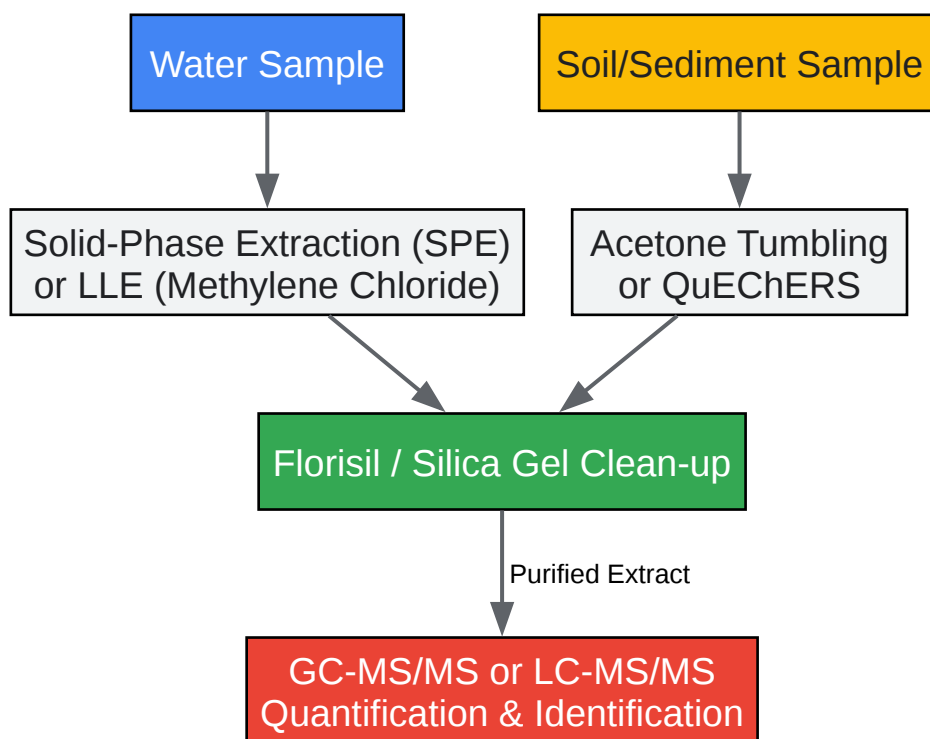 Water Sample
Soil/Sediment Sample
Solid-Phase Extraction (SPE)
or LLE (Methylene Chloride)
Acetone Tumbling
or QuEChERS
Florisil / Silica Gel Clean-up
Purified Extract
GC-MS/MS or LC-MS/MS
Quantification & Identification